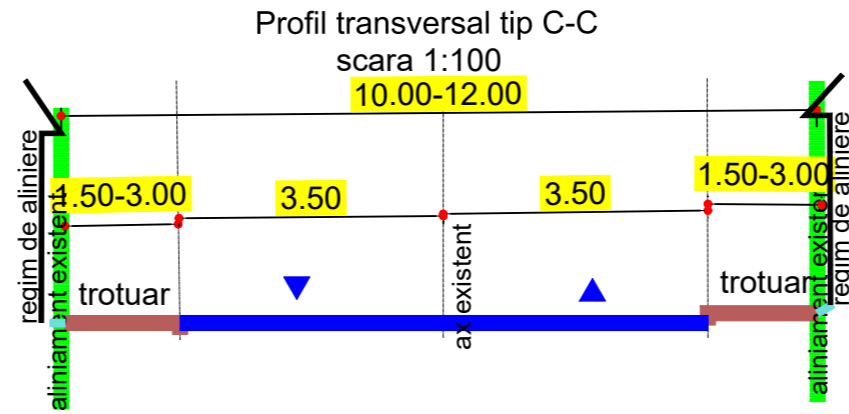 Profil transversal tip C-C
scara 1:100
10.00-12.00
1.50-3.00
3.50
3.50
1.50-3.00
regim de aliniere
aliniament existent
trotuar
ax existent
trotuar
aliniament existent
regim de aliniere